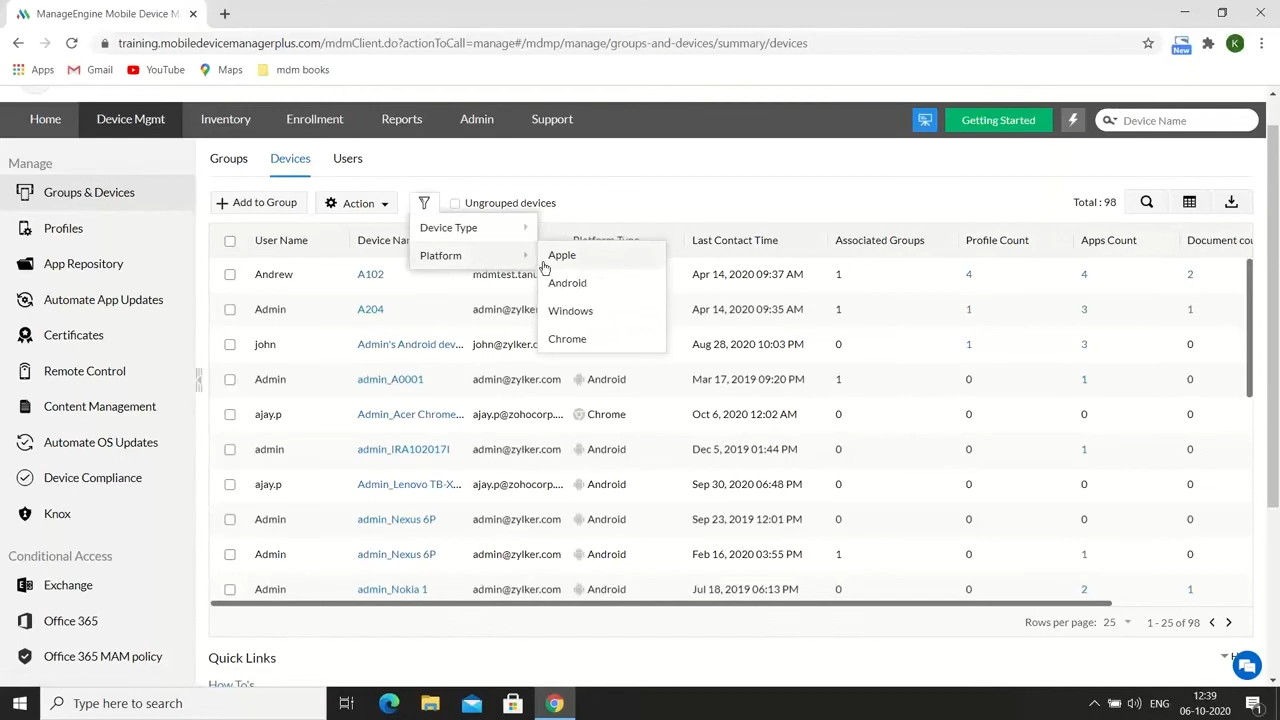 ManageEngine Mobile Device M
training.mobiledevicemanagerplus.com/mdmClient.do?actionToCall=manage#/mdmp/manage/groups-and-devices/summary/devices
New
K
Apps Gmail YouTube Maps mdm books
Home Device Mgmt Inventory Enrollment Reports Admin Support Getting Started Device Name
Manage
Groups & Devices
Profiles
App Repository
Automate App Updates
Certificates
Remote Control
Content Management
Automate OS Updates
Device Compliance
Knox
Conditional Access
Exchange
Office 365
Office 365 MAM policy
Groups Devices Users
Add to Group Action Ungrouped devices Total : 98
Device Type
Platform
Apple
Android
Windows
Chrome
User Name Device Na Platform Type Last Contact Time Associated Groups Profile Count Apps Count Document cou
Andrew A102 mdmtest.tanu Apr 14, 2020 09:37 AM 1 4 4 2
Admin A204 admin@zylker.com Apr 14, 2020 09:35 AM 1 1 3 1
john Admin's Android dev... john@zylker.c Aug 28, 2020 10:03 PM 0 1 3 0
Admin admin_A0001 admin@zylker.com Android Mar 17, 2019 09:20 PM 1 0 1 0
ajay.p Admin_Acer Chrome... ajay.p@zohocorp.... Chrome Oct 6, 2020 12:02 AM 0 0 0 0
admin admin_IRA102017I admin@zylker.com Android Dec 5, 2019 01:44 PM 0 0 1 0
ajay.p Admin_Lenovo TB-X... ajay.p@zohocorp.... Android Sep 30, 2020 06:48 PM 0 0 0 0
Admin admin_Nexus 6P admin@zylker.com Android Sep 23, 2019 12:01 PM 0 0 0 0
Admin admin_Nexus 6P admin@zylker.com Android Feb 16, 2020 03:55 PM 1 0 1 0
Admin admin_Nokia 1 admin@zylker.com Android Jul 18, 2019 06:13 PM 0 0 2 1
Rows per page: 25 1 - 25 of 98
Quick Links
How To's
Type here to search
ENG
12:39
06-10-2020
1